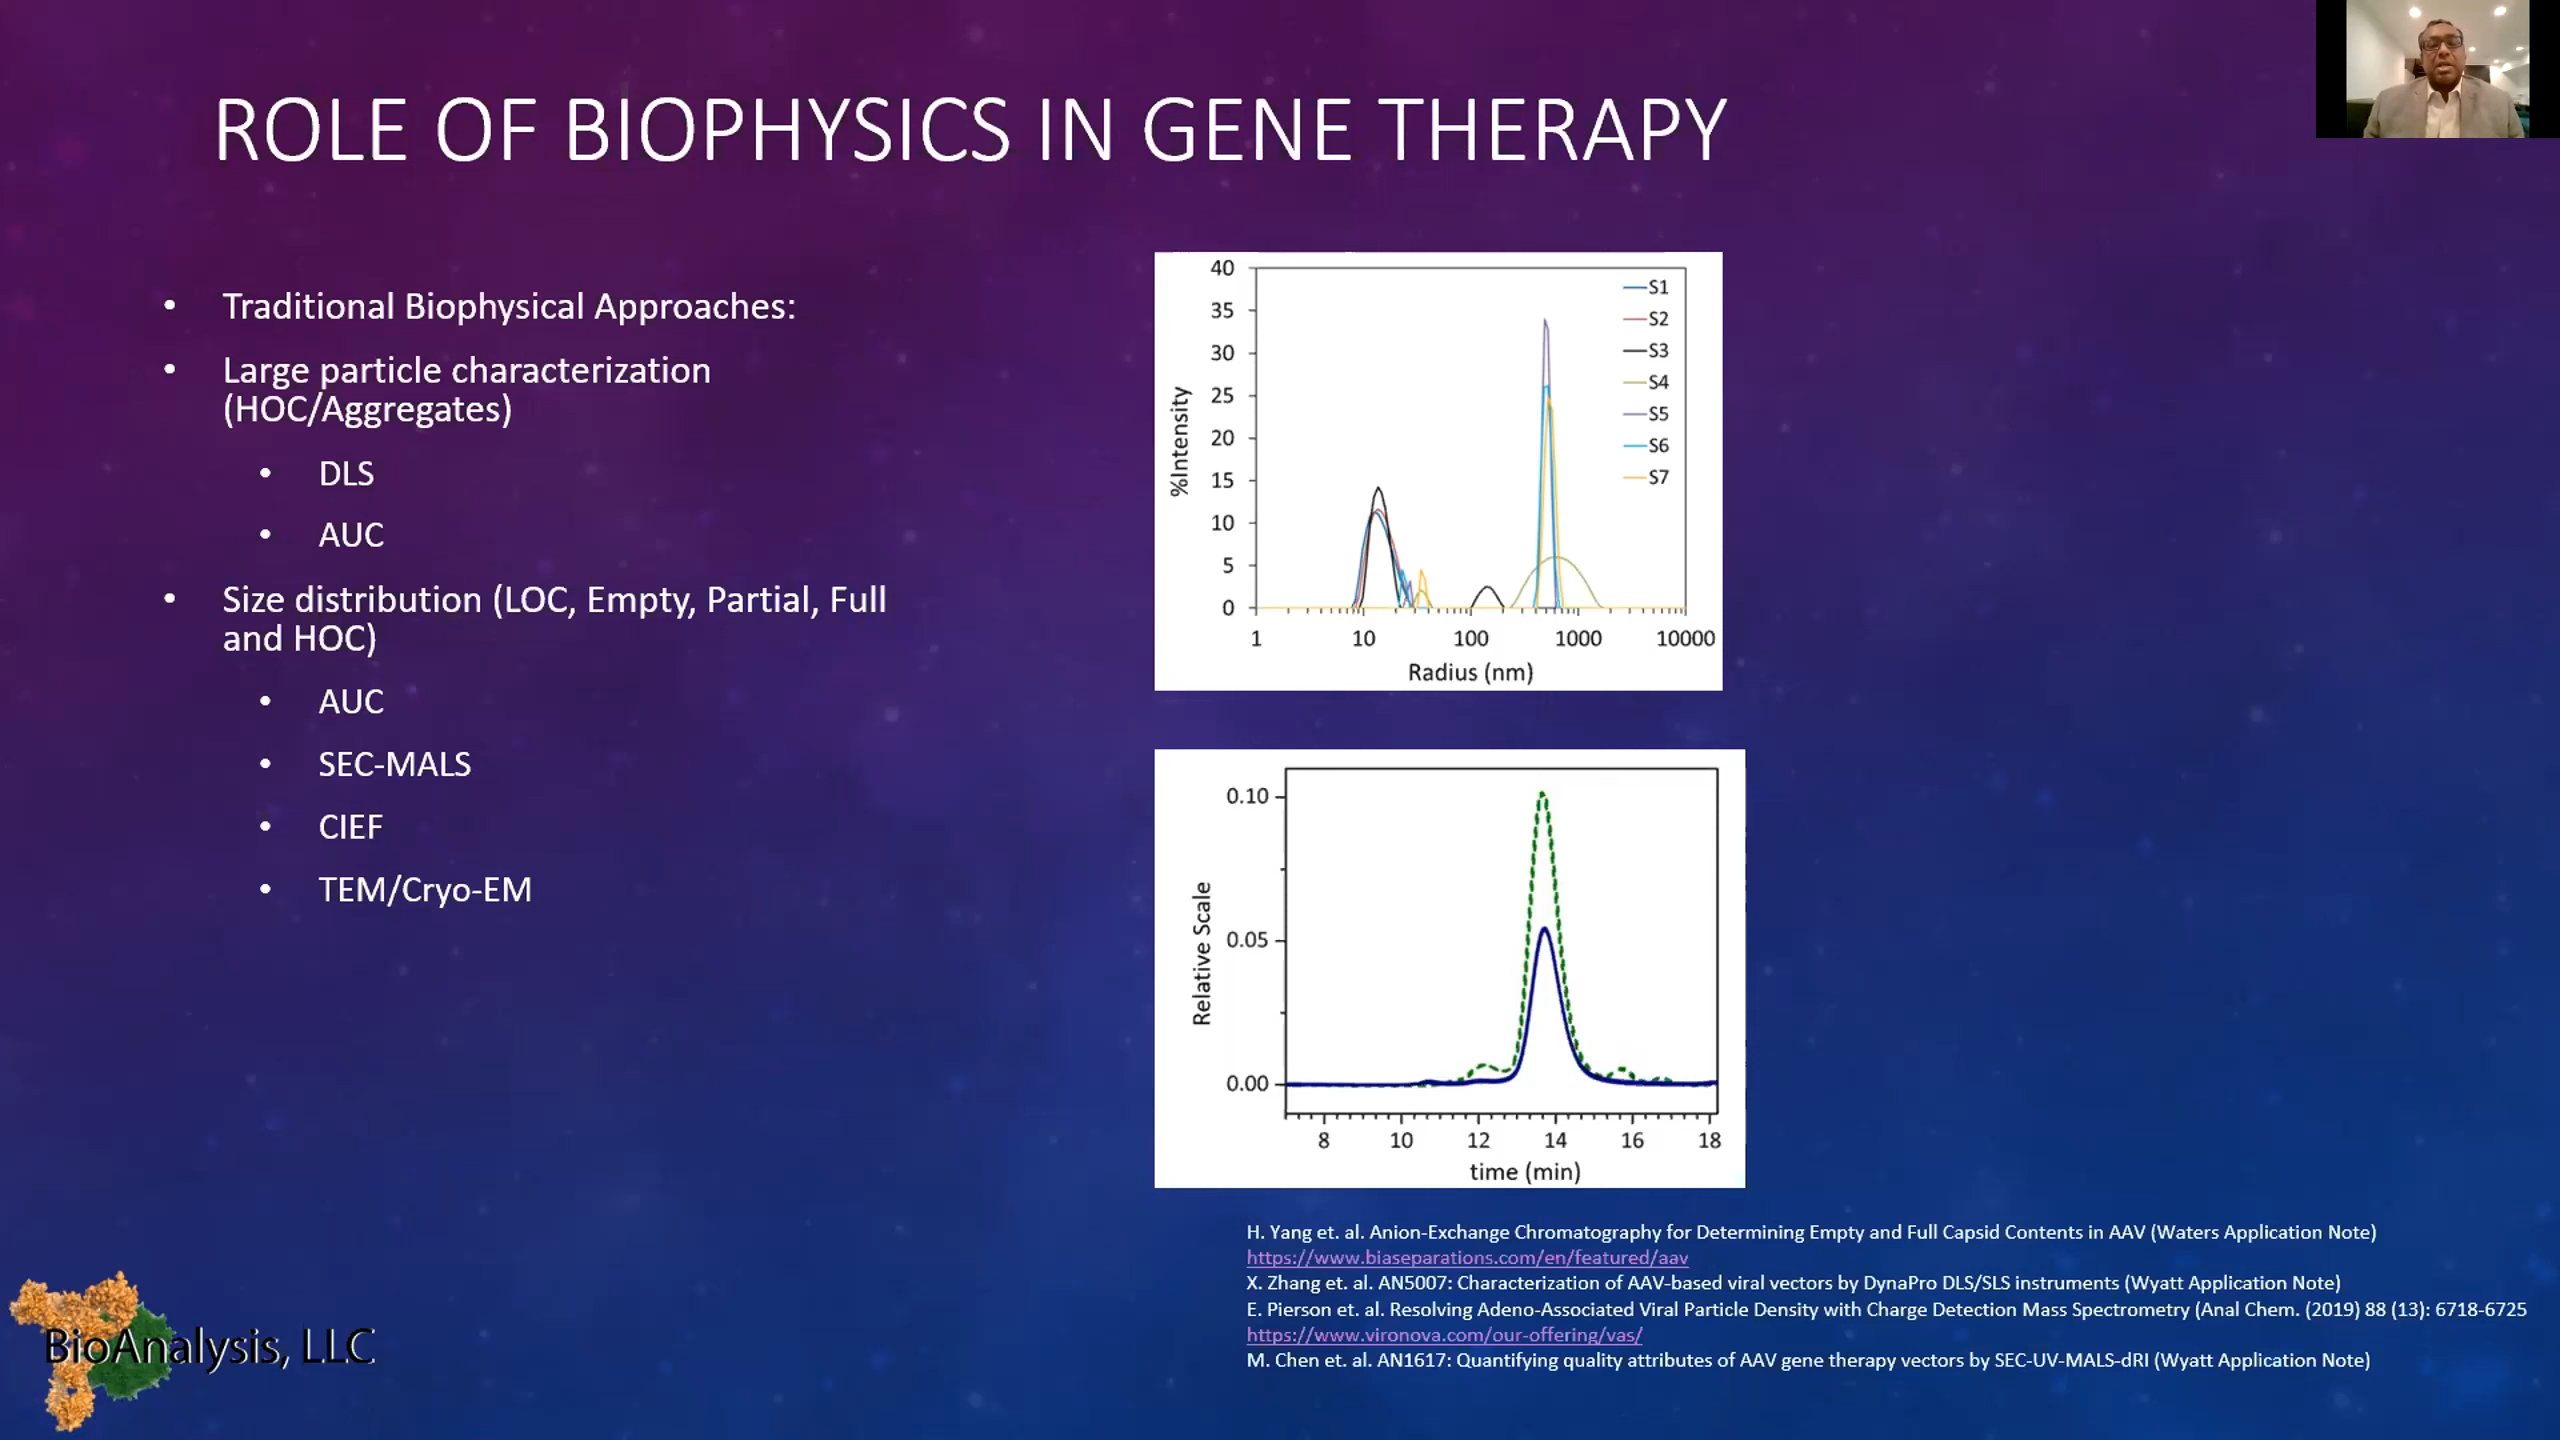 ROLE OF BIOPHYSICS IN GENE THERAPY
• Traditional Biophysical Approaches:
• Large particle characterization
(HOC/Aggregates)
• DLS
• AUC
• Size distribution (LOC, Empty, Partial, Full
and HOC)
• AUC
• SEC-MALS
• CIEF
• TEM/Cryo-EM
40
35
30
25
20
15
10
5
0
%Intensity
1 10 100 1000 10000
Radius (nm)
S1
S2
S3
S4
S5
S6
S7
0.10
0.05
0.00
Relative Scale
8 10 12 14 16 18
time (min)
H. Yang et. al. Anion-Exchange Chromatography for Determining Empty and Full Capsid Contents in AAV (Waters Application Note)
https://www.biaseparations.com/en/featured/aav
X. Zhang et. al. AN5007: Characterization of AAV-based viral vectors by DynaPro DLS/SLS instruments (Wyatt Application Note)
E. Pierson et. al. Resolving Adeno-Associated Viral Particle Density with Charge Detection Mass Spectrometry (Anal Chem. (2019) 88 (13): 6718-6725
https://www.vironova.com/our-offering/vas/
M. Chen et. al. AN1617: Quantifying quality attributes of AAV gene therapy vectors by SEC-UV-MALS-dRI (Wyatt Application Note)
BioAnalysis, LLC